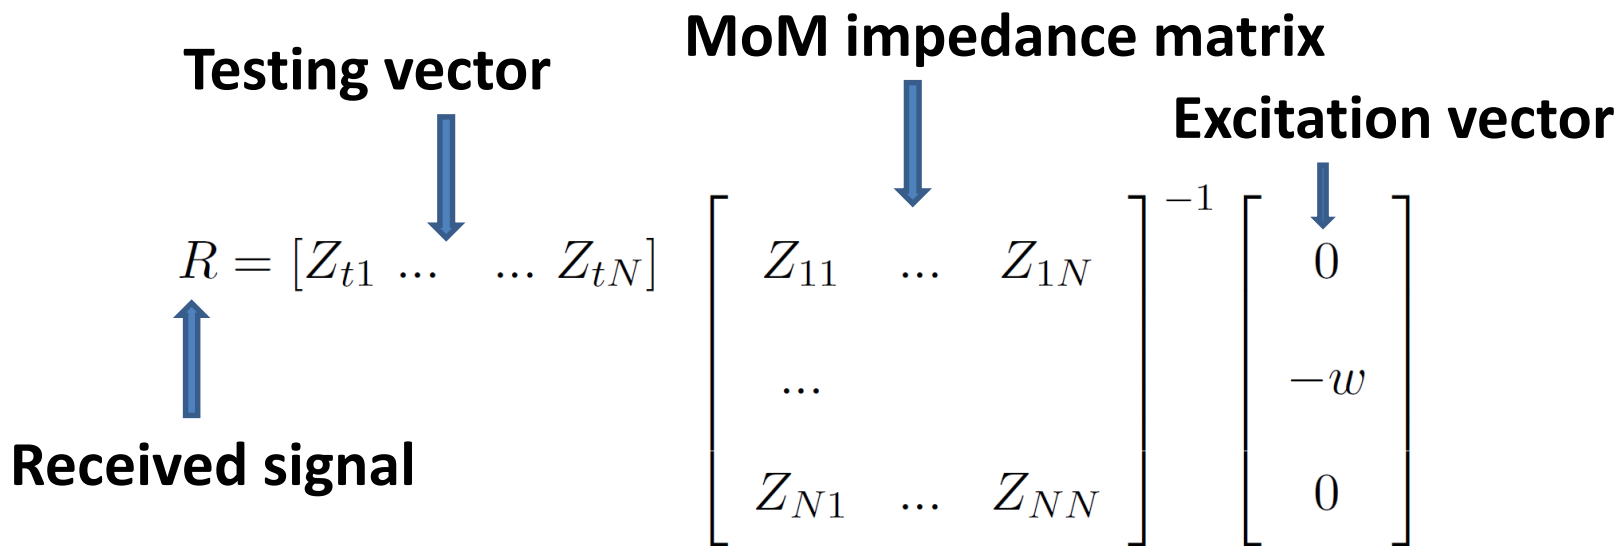 MoM impedance matrix
Testing vector
Excitation vector
R = [Z_{t1} ... ... Z_{tN}] [ Z_{11} ... Z_{1N} ]^{-1} [ 0 ]
... -w
Z_{N1} ... Z_{NN} 0
Received signal